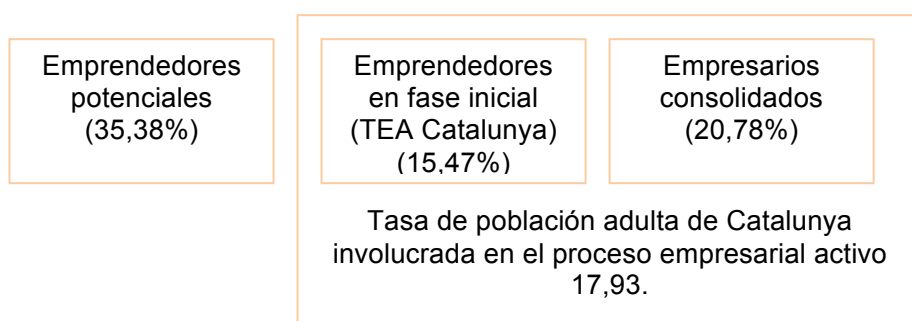 Emprendedores
potenciales
(35,38%)
Emprendedores
en fase inicial
(TEA Catalunya)
(15,47%)
Empresarios
consolidados
(20,78%)
Tasa de población adulta de Catalunya
involucrada en el proceso empresarial activo
17,93.